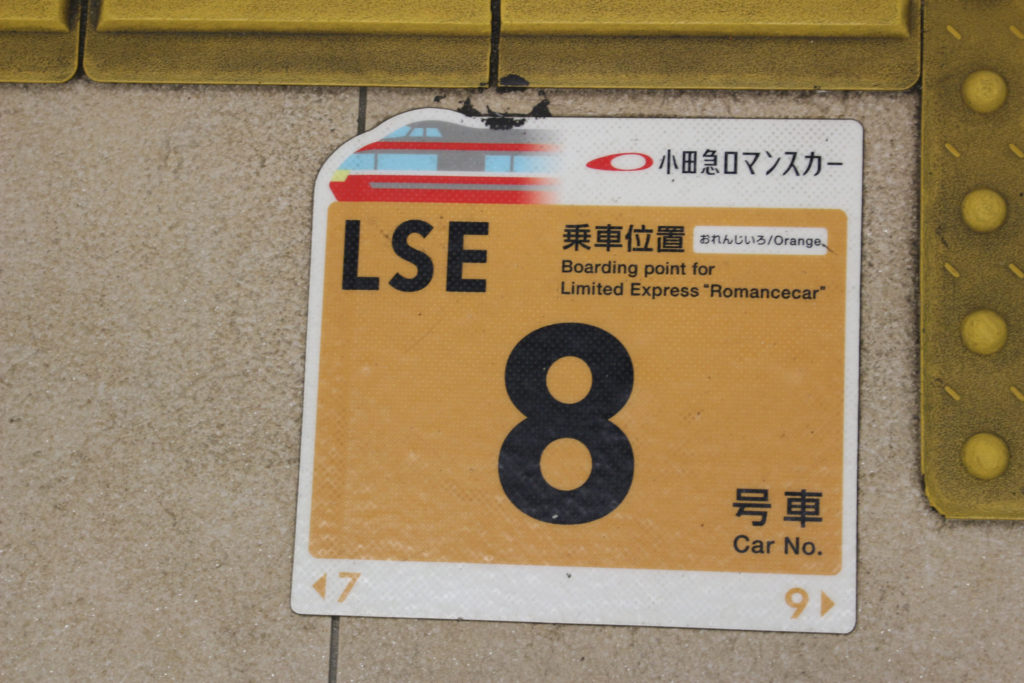 小田急ロマンスカー
LSE
乗車位置 おれんじいろ/Orange
Boarding point for
Limited Express "Romancecar"
8
号車
Car No.
◀7
9▶